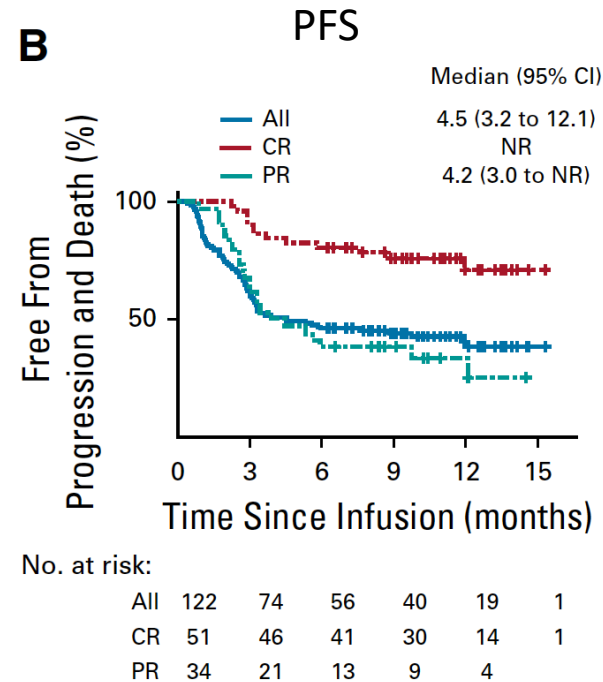 PFS
B
Median (95% CI)
All 4.5 (3.2 to 12.1)
CR NR
PR 4.2 (3.0 to NR)
Free From
Progression and Death (%)
100
50
0 3 6 9 12 15
Time Since Infusion (months)
No. at risk:
All 122 74 56 40 19 1
CR 51 46 41 30 14 1
PR 34 21 13 9 4